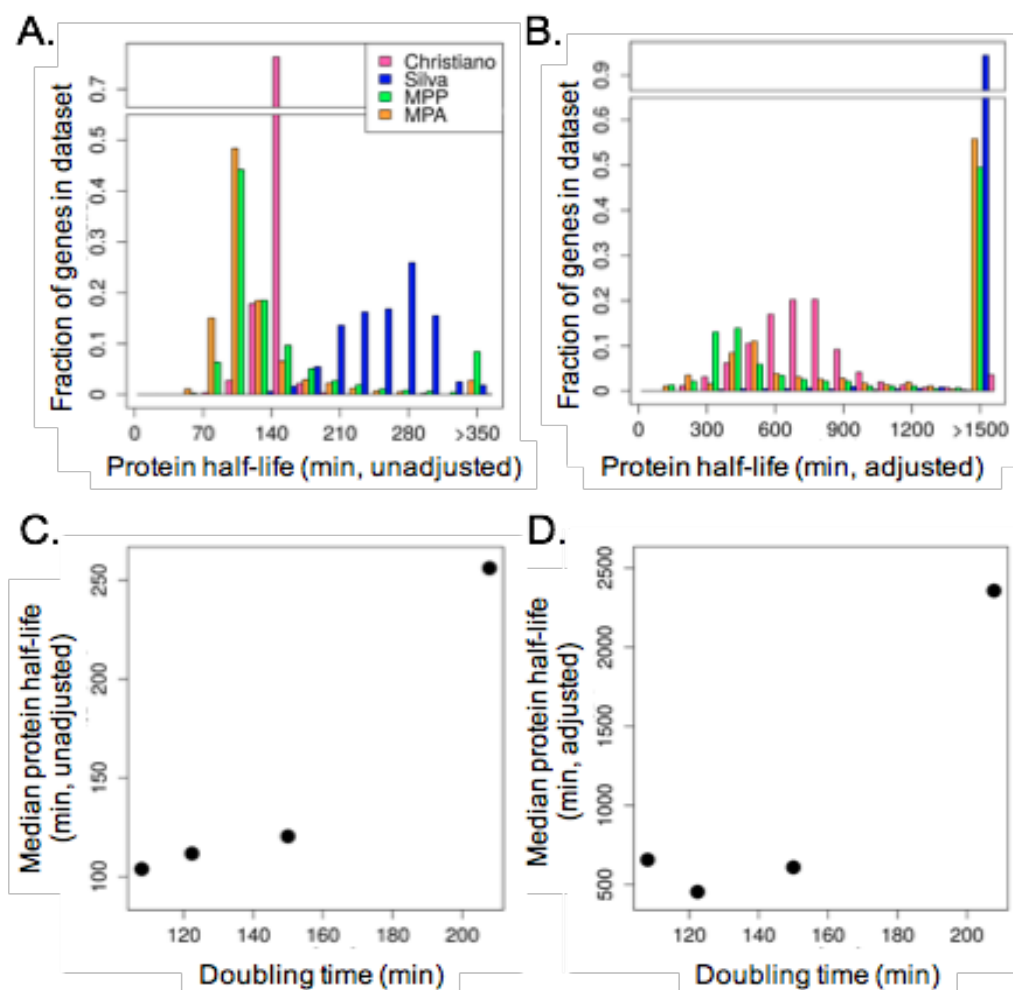 A.
Fraction of genes in dataset
0 0.1 0.2 0.3 0.4 0.5 0.7
Christiano
Silva
MPP
MPA
0 70 140 210 280 >350
Protein half-life (min, unadjusted)
B.
Fraction of genes in dataset
0 0.1 0.2 0.3 0.4 0.5 0.6 0.9
0 300 600 900 1200 >1500
Protein half-life (min, adjusted)
C.
Median protein half-life
(min, unadjusted)
100 150 200 250
120 140 160 180 200
Doubling time (min)
D.
Median protein half-life
(min, adjusted)
500 1000 1500 2000 2500
120 140 160 180 200
Doubling time (min)